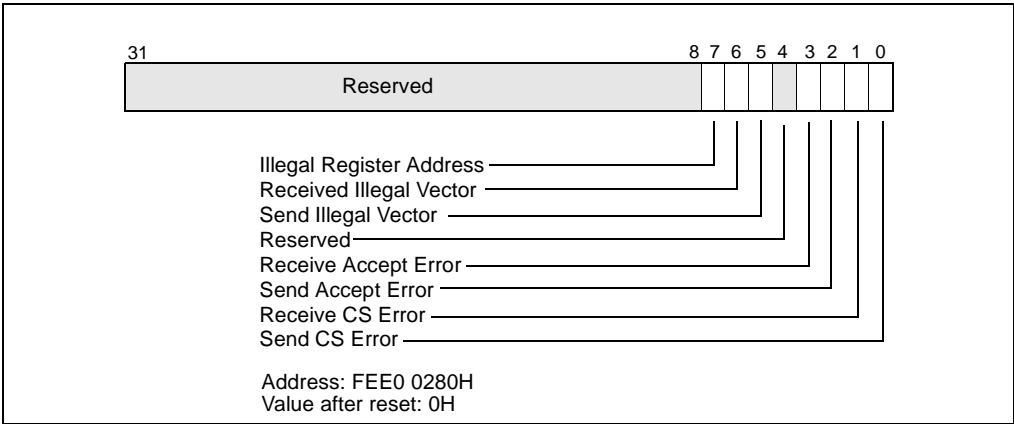 31 8 7 6 5 4 3 2 1 0
Reserved
Illegal Register Address
Received Illegal Vector
Send Illegal Vector
Reserved
Receive Accept Error
Send Accept Error
Receive CS Error
Send CS Error
Address: FEE0 0280H
Value after reset: 0H